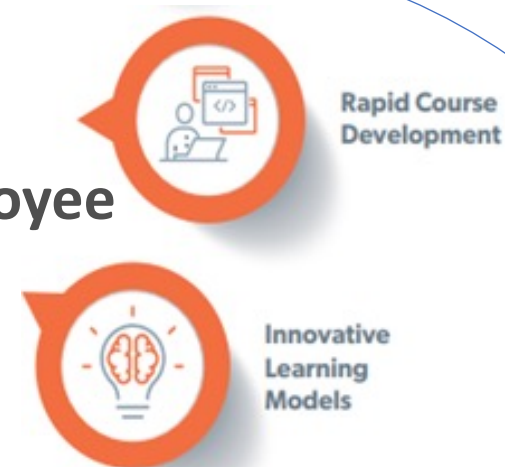 Rapid Course
Development
oyee
Innovative
Learning
Models